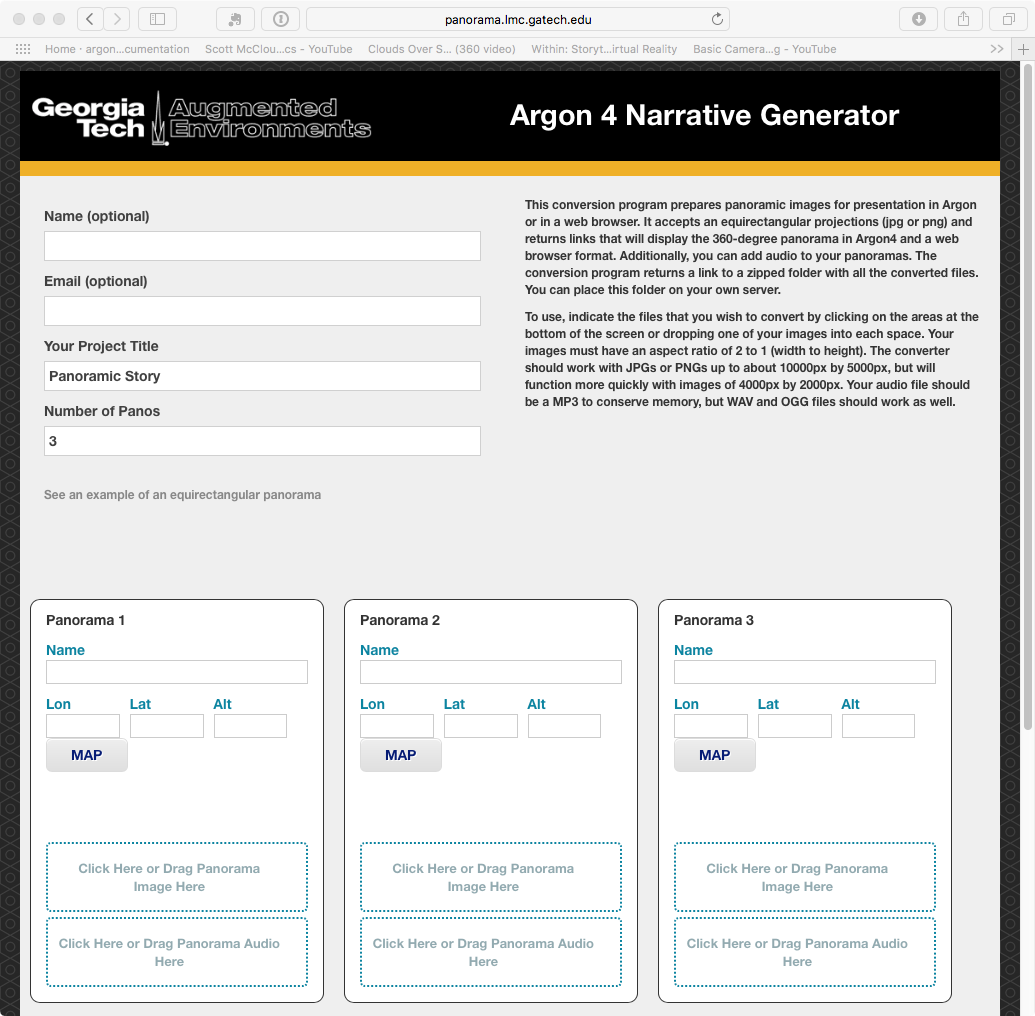 panorama.lmc.gatech.edu
Home · argon...cumentation Scott McClou...cs - YouTube Clouds Over S... (360 video) Within: Storyt...irtual Reality Basic Camera...g - YouTube >> +
Georgia Tech Augmented Environments
Argon 4 Narrative Generator
Name (optional)
Email (optional)
Your Project Title
Panoramic Story
Number of Panos
3
See an example of an equirectangular panorama
This conversion program prepares panoramic images for presentation in Argon
or in a web browser. It accepts an equirectangular projections (jpg or png) and
returns links that will display the 360-degree panorama in Argon4 and a web
browser format. Additionally, you can add audio to your panoramas. The
conversion program returns a link to a zipped folder with all the converted files.
You can place this folder on your own server.
To use, indicate the files that you wish to convert by clicking on the areas at the
bottom of the screen or dropping one of your images into each space. Your
images must have an aspect ratio of 2 to 1 (width to height). The converter
should work with JPGs or PNGs up to about 10000px by 5000px, but will
function more quickly with images of 4000px by 2000px. Your audio file should
be a MP3 to conserve memory, but WAV and OGG files should work as well.
Panorama 1
Name
Lon Lat Alt
MAP
Click Here or Drag Panorama
Image Here
Click Here or Drag Panorama Audio
Here
Panorama 2
Name
Lon Lat Alt
MAP
Click Here or Drag Panorama
Image Here
Click Here or Drag Panorama Audio
Here
Panorama 3
Name
Lon Lat Alt
MAP
Click Here or Drag Panorama
Image Here
Click Here or Drag Panorama Audio
Here